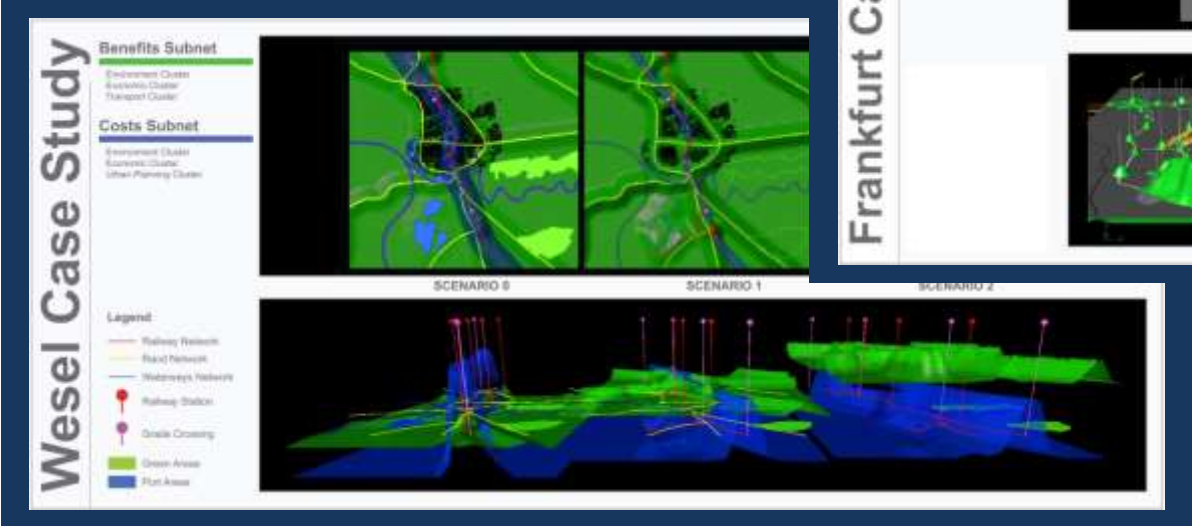 Wesel Case Study
Benefits Subnet
Environment Cluster
Economic Cluster
Transport Cluster
Costs Subnet
Environment Cluster
Economic Cluster
Urban Planning Cluster
SCENARIO 0
SCENARIO 1
SCENARIO 2
Legend
Railway Network
Road Network
Waterways Network
Railway Station
Grade Crossing
Green Areas
Port Areas
Frankfurt Ca